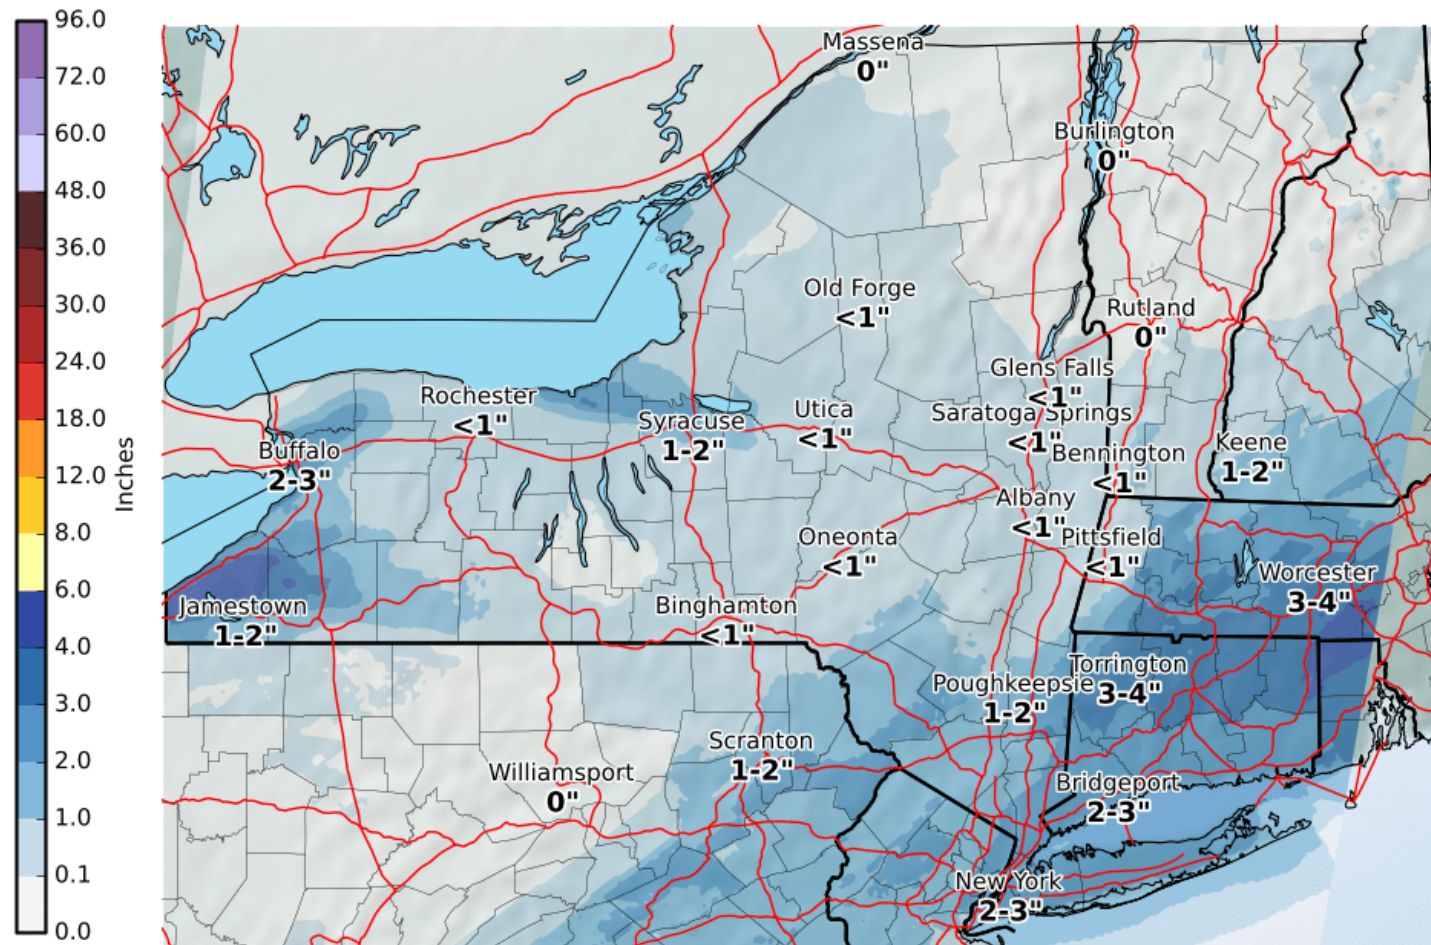 96.0
72.0
60.0
48.0
36.0
30.0
24.0
18.0
12.0
8.0
6.0
4.0
3.0
2.0
1.0
0.1
0.0
Inches
Massena
0"
Burlington
0"
Old Forge
<1"
Rutland
0"
Glens Falls
<1"
Rochester
<1"
Syracuse
1-2"
Utica
<1"
Saratoga Springs
<1"
Buffalo
2-3"
Bennington
<1"
Keene
1-2"
Albany
<1"
Oneonta
<1"
Pittsfield
<1"
Worcester
3-4"
Jamestown
1-2"
Binghamton
<1"
Torrington
3-4"
Poughkeepsie
1-2"
Scranton
1-2"
Williamsport
0"
Bridgeport
2-3"
New York
2-3"